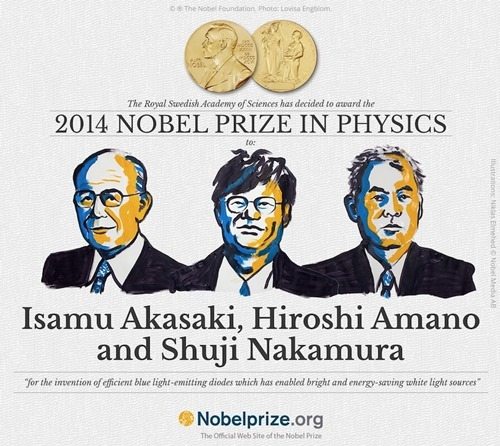 © ® The Nobel Foundation, Photo: Lovisa Engblom.
The Royal Swedish Academy of Sciences has decided to award the
2014 NOBEL PRIZE IN PHYSICS
to:
Illustrations: Niklas Elmehed © Nobel Media AB
Isamu Akasaki, Hiroshi Amano
and Shuji Nakamura
“for the invention of efficient blue light-emitting diodes which has enabled bright and energy-saving white light sources”
Nobelprize.org
The Official Web Site of the Nobel Prize